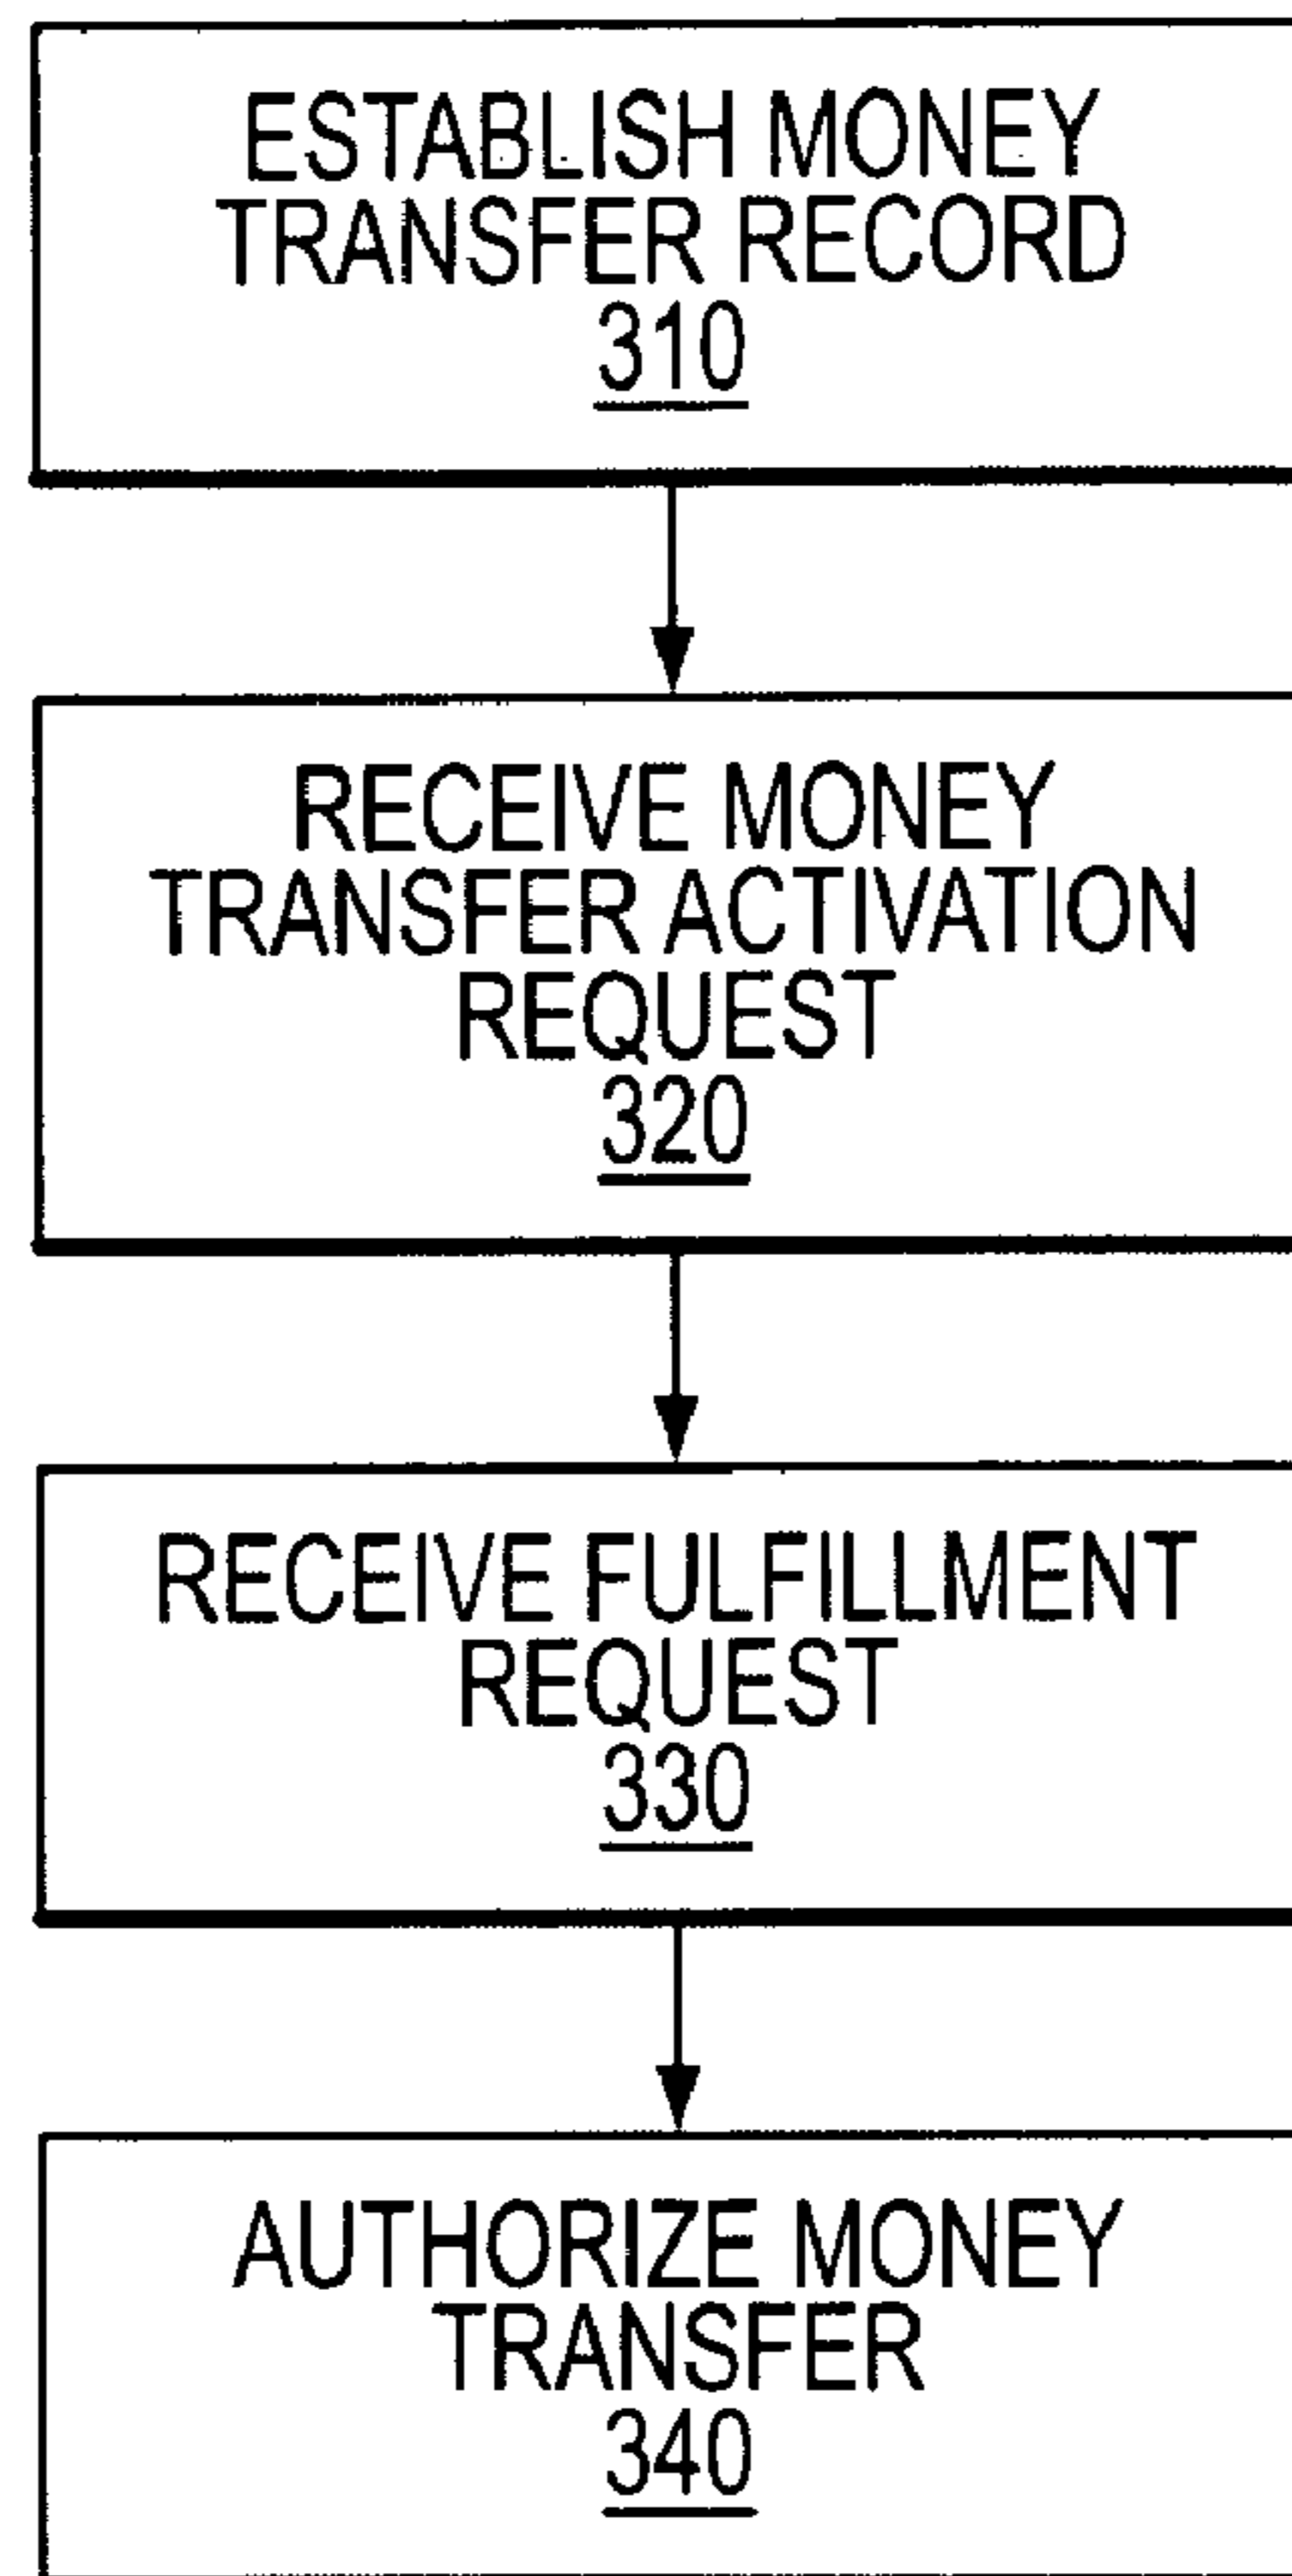 ESTABLISH MONEY
TRANSFER RECORD
310
RECEIVE MONEY
TRANSFER ACTIVATION
REQUEST
320
RECEIVE FULFILLMENT
REQUEST
330
AUTHORIZE MONEY
TRANSFER
340